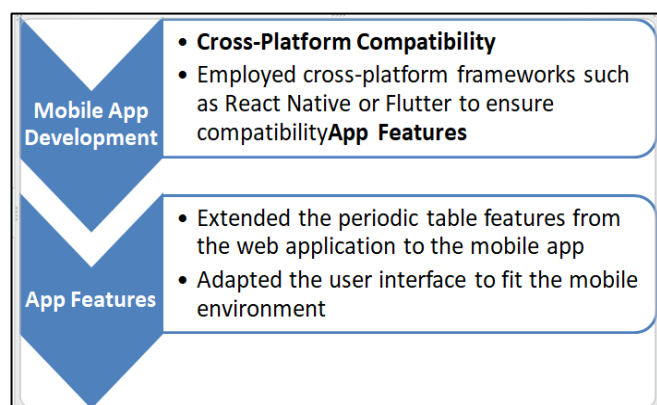 Mobile App
Development
• Cross-Platform Compatibility
• Employed cross-platform frameworks such
as React Native or Flutter to ensure
compatibilityApp Features
App Features
• Extended the periodic table features from
the web application to the mobile app
• Adapted the user interface to fit the mobile
environment